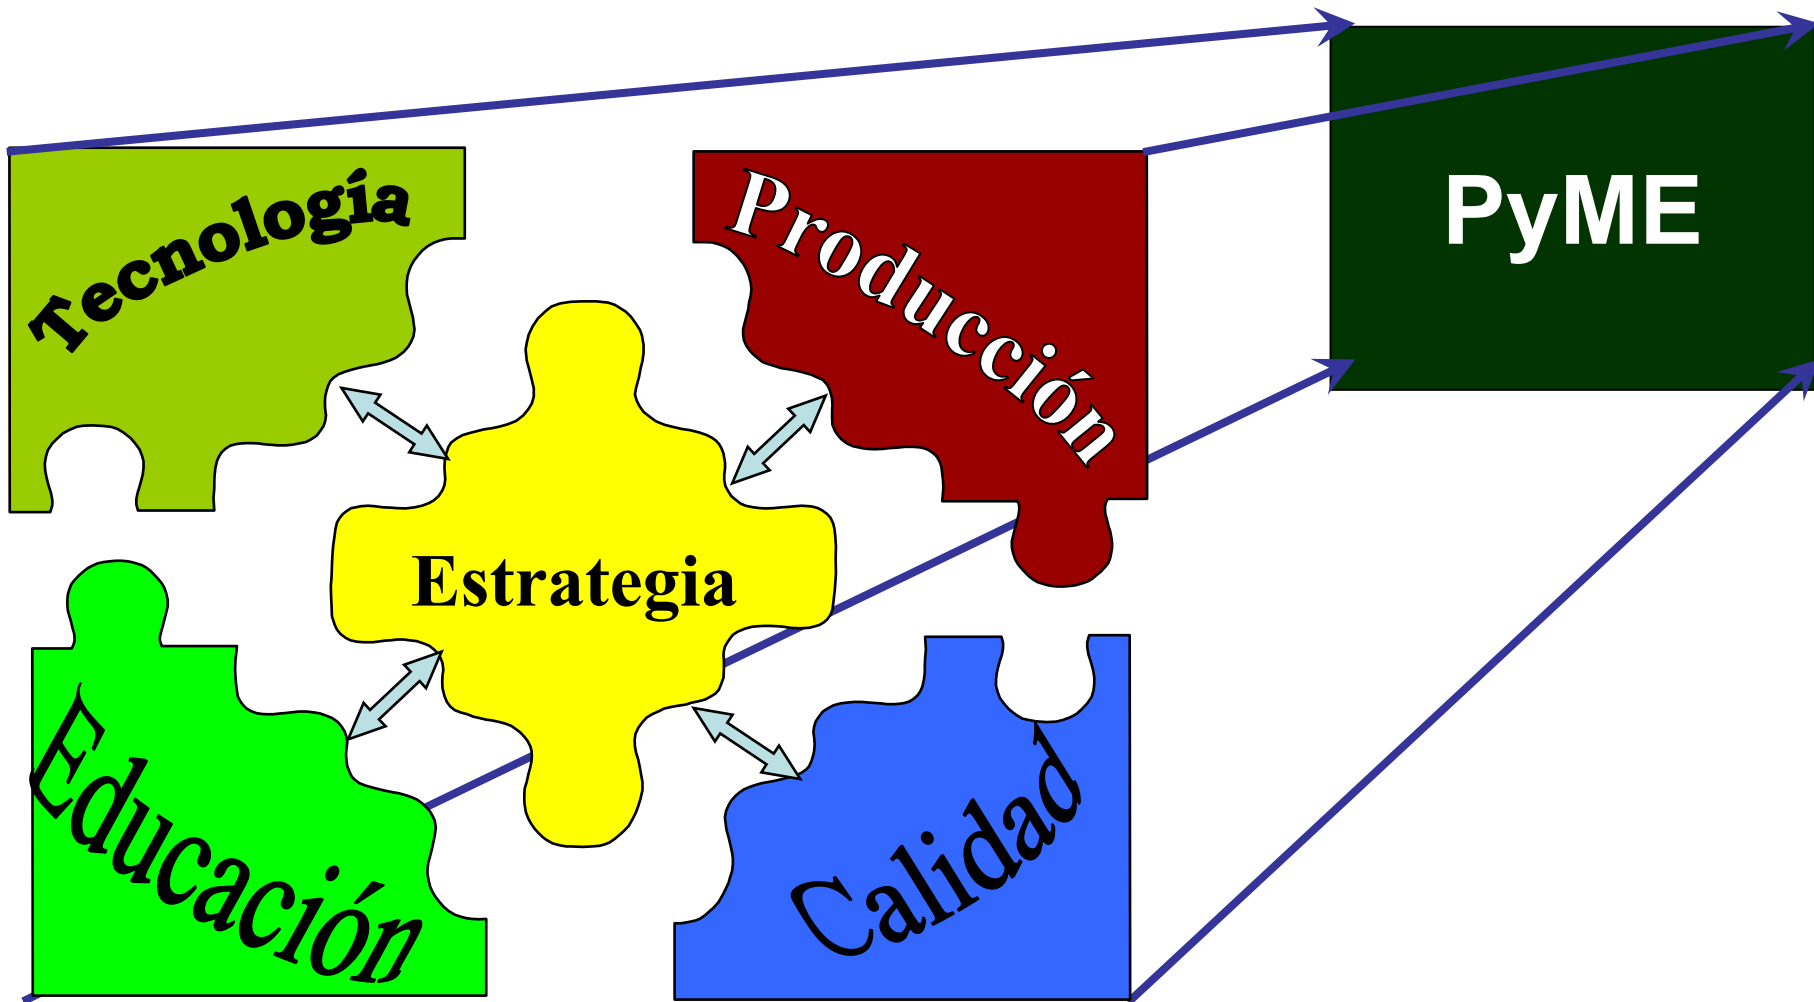 Tecnología
Producción
PyME
Estrategia
Educación
Calidad